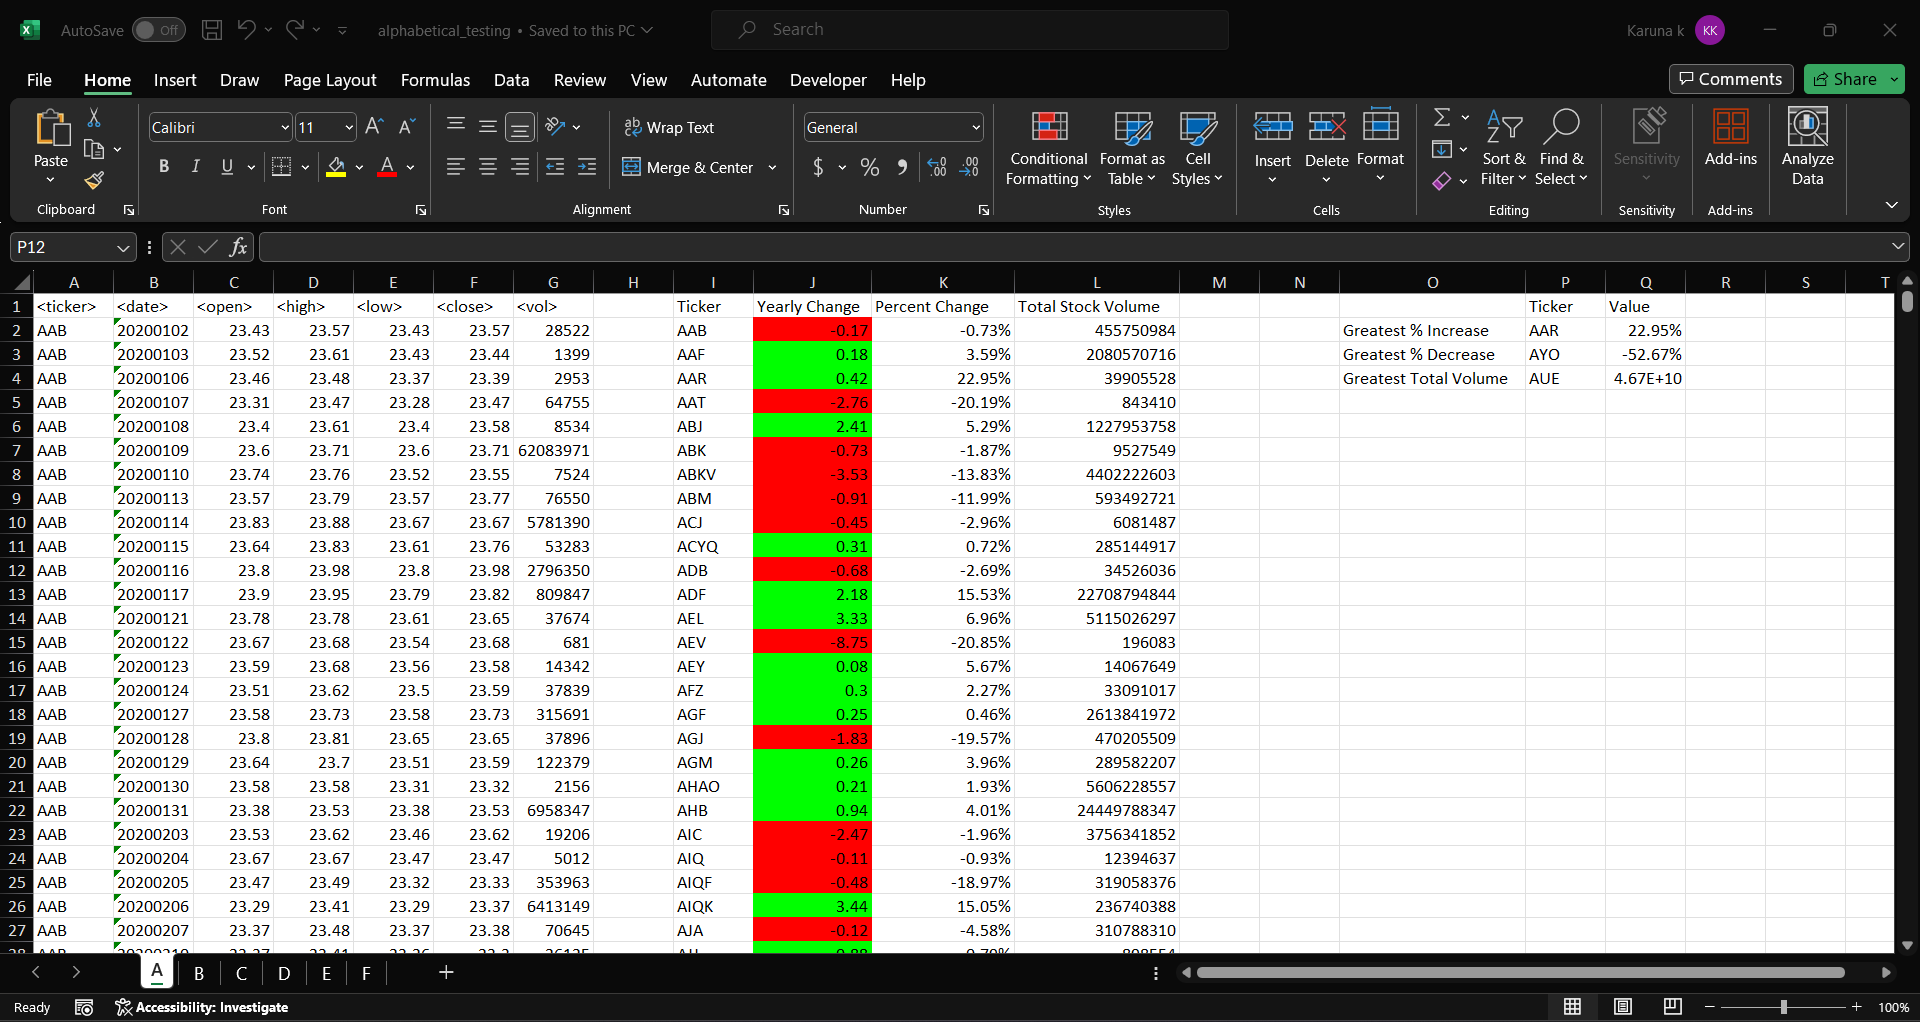 AutoSave Off alphabetical_testing • Saved to this PC Search Karuna k KK
File Home Insert Draw Page Layout Formulas Data Review View Automate Developer Help Comments Share
Paste Calibri 11 Wrap Text General Conditional Formatting Format as Table Cell Styles Insert Delete Format Sort & Filter Find & Select Sensitivity Add-ins Analyze Data
B I U A Merge & Center $ % 9
Clipboard Font Alignment Number Styles Cells Editing Sensitivity Add-ins
P12 fx
A B C D E F G H I J K L M N O P Q R S T
1 <ticker> <date> <open> <high> <low> <close> <vol> Ticker Yearly Change Percent Change Total Stock Volume Ticker Value
2 AAB 20200102 23.43 23.57 23.43 23.57 28522 AAB -0.17 -0.73% 455750984 Greatest % Increase AAR 22.95%
3 AAB 20200103 23.52 23.61 23.43 23.44 1399 AAF 0.18 3.59% 2080570716 Greatest % Decrease AYO -52.67%
4 AAB 20200106 23.46 23.48 23.37 23.39 2953 AAR 0.42 22.95% 39905528 Greatest Total Volume AUE 4.67E+10
5 AAB 20200107 23.31 23.47 23.28 23.47 64755 AAT -2.76 -20.19% 843410
6 AAB 20200108 23.4 23.61 23.4 23.58 8534 ABJ 2.41 5.29% 1227953758
7 AAB 20200109 23.6 23.71 23.6 23.71 62083971 ABK -0.73 -1.87% 9527549
8 AAB 20200110 23.74 23.76 23.52 23.55 7524 ABKV -3.53 -13.83% 4402222603
9 AAB 20200113 23.57 23.79 23.57 23.77 76550 ABM -0.91 -11.99% 593492721
10 AAB 20200114 23.83 23.88 23.67 23.67 5781390 ACJ -0.45 -2.96% 6081487
11 AAB 20200115 23.64 23.83 23.61 23.76 53283 ACYQ 0.31 0.72% 285144917
12 AAB 20200116 23.8 23.98 23.8 23.98 2796350 ADB -0.68 -2.69% 34526036
13 AAB 20200117 23.9 23.95 23.79 23.82 809847 ADF 2.18 15.53% 22708794844
14 AAB 20200121 23.78 23.78 23.61 23.65 37674 AEL 3.33 6.96% 5115026297
15 AAB 20200122 23.67 23.68 23.54 23.68 681 AEV -8.75 -20.85% 196083
16 AAB 20200123 23.59 23.68 23.56 23.58 14342 AEY 0.08 5.67% 14067649
17 AAB 20200124 23.51 23.62 23.5 23.59 37839 AFZ 0.3 2.27% 33091017
18 AAB 20200127 23.58 23.73 23.58 23.73 315691 AGF 0.25 0.46% 2613841972
19 AAB 20200128 23.8 23.81 23.65 23.65 37896 AGJ -1.83 -19.57% 470205509
20 AAB 20200129 23.64 23.7 23.51 23.59 122379 AGM 0.26 3.96% 289582207
21 AAB 20200130 23.58 23.58 23.31 23.32 2156 AHAO 0.21 1.93% 5606228557
22 AAB 20200131 23.38 23.53 23.38 23.53 6958347 AHB 0.94 4.01% 24449788347
23 AAB 20200203 23.53 23.62 23.46 23.62 19206 AIC -2.47 -1.96% 3756341852
24 AAB 20200204 23.67 23.67 23.47 23.47 5012 AIQ -0.11 -0.93% 12394637
25 AAB 20200205 23.47 23.49 23.32 23.33 353963 AIQF -0.48 -18.97% 319058376
26 AAB 20200206 23.29 23.41 23.29 23.37 6413149 AIQK 3.44 15.05% 236740388
27 AAB 20200207 23.37 23.48 23.37 23.38 70645 AJA -0.12 -4.58% 310788310
A B C D E F +
Ready Accessibility: Investigate 100%